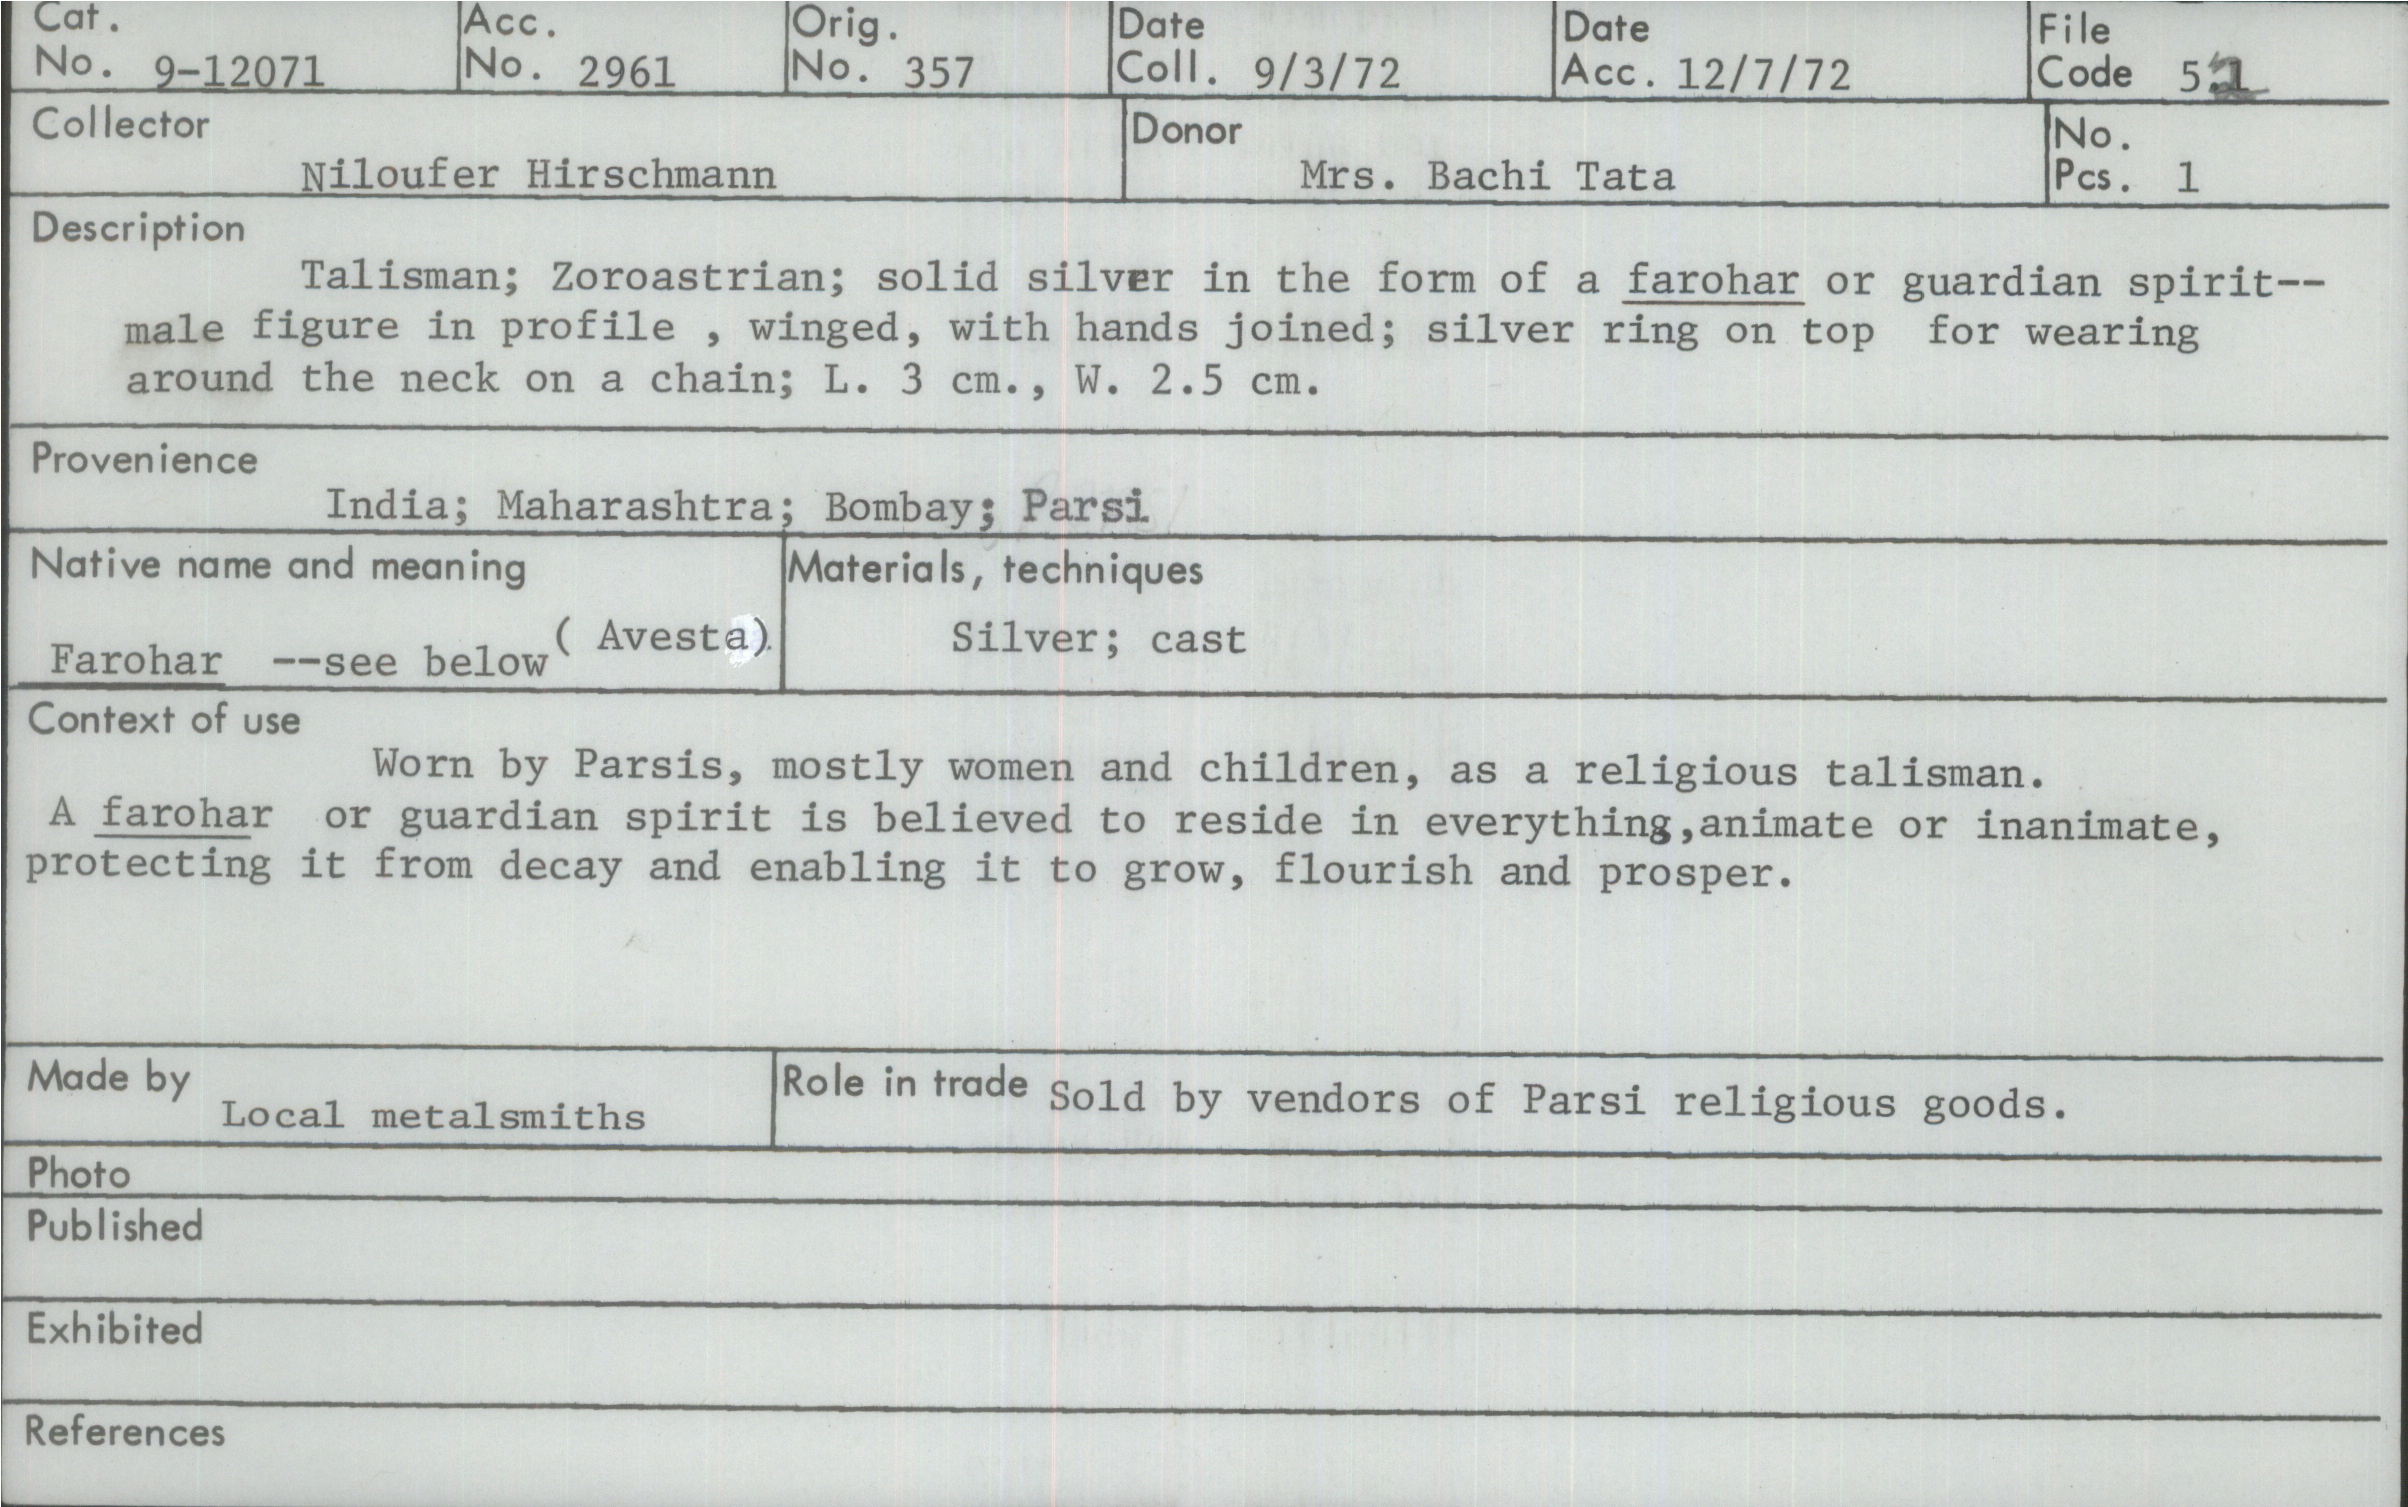 Cat. Acc. Orig. Date Date File
No. 9-12071 No. 2961 No. 357 Coll. 9/3/72 Acc. 12/7/72 Code 5.
Collector Donor No.
Niloufer Hirschmann Mrs. Bachi Tata Pcs. 1
Description
Talisman; Zoroastrian; solid silver in the form of a farohar or guardian spirit--
male figure in profile , winged, with hands joined; silver ring on top for wearing
around the neck on a chain; L. 3 cm., W. 2.5 cm.
Provenience
India; Maharashtra; Bombay; Parsi
Native name and meaning Materials, techniques
Farohar --see below ( Avesta). Silver; cast
Context of use
Worn by Parsis, mostly women and children, as a religious talisman.
A farohar or guardian spirit is believed to reside in everything,animate or inanimate,
protecting it from decay and enabling it to grow, flourish and prosper.
Made by Role in trade Sold by vendors of Parsi religious goods.
Local metalsmiths
Photo
Published
Exhibited
References